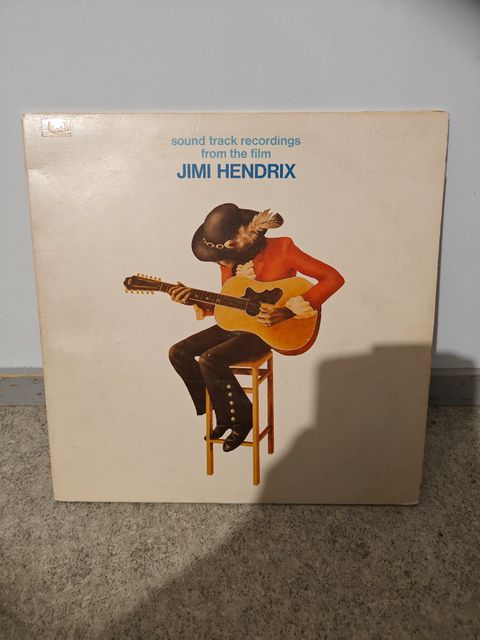 sound track recordings
from the film
JIMI HENDRIX